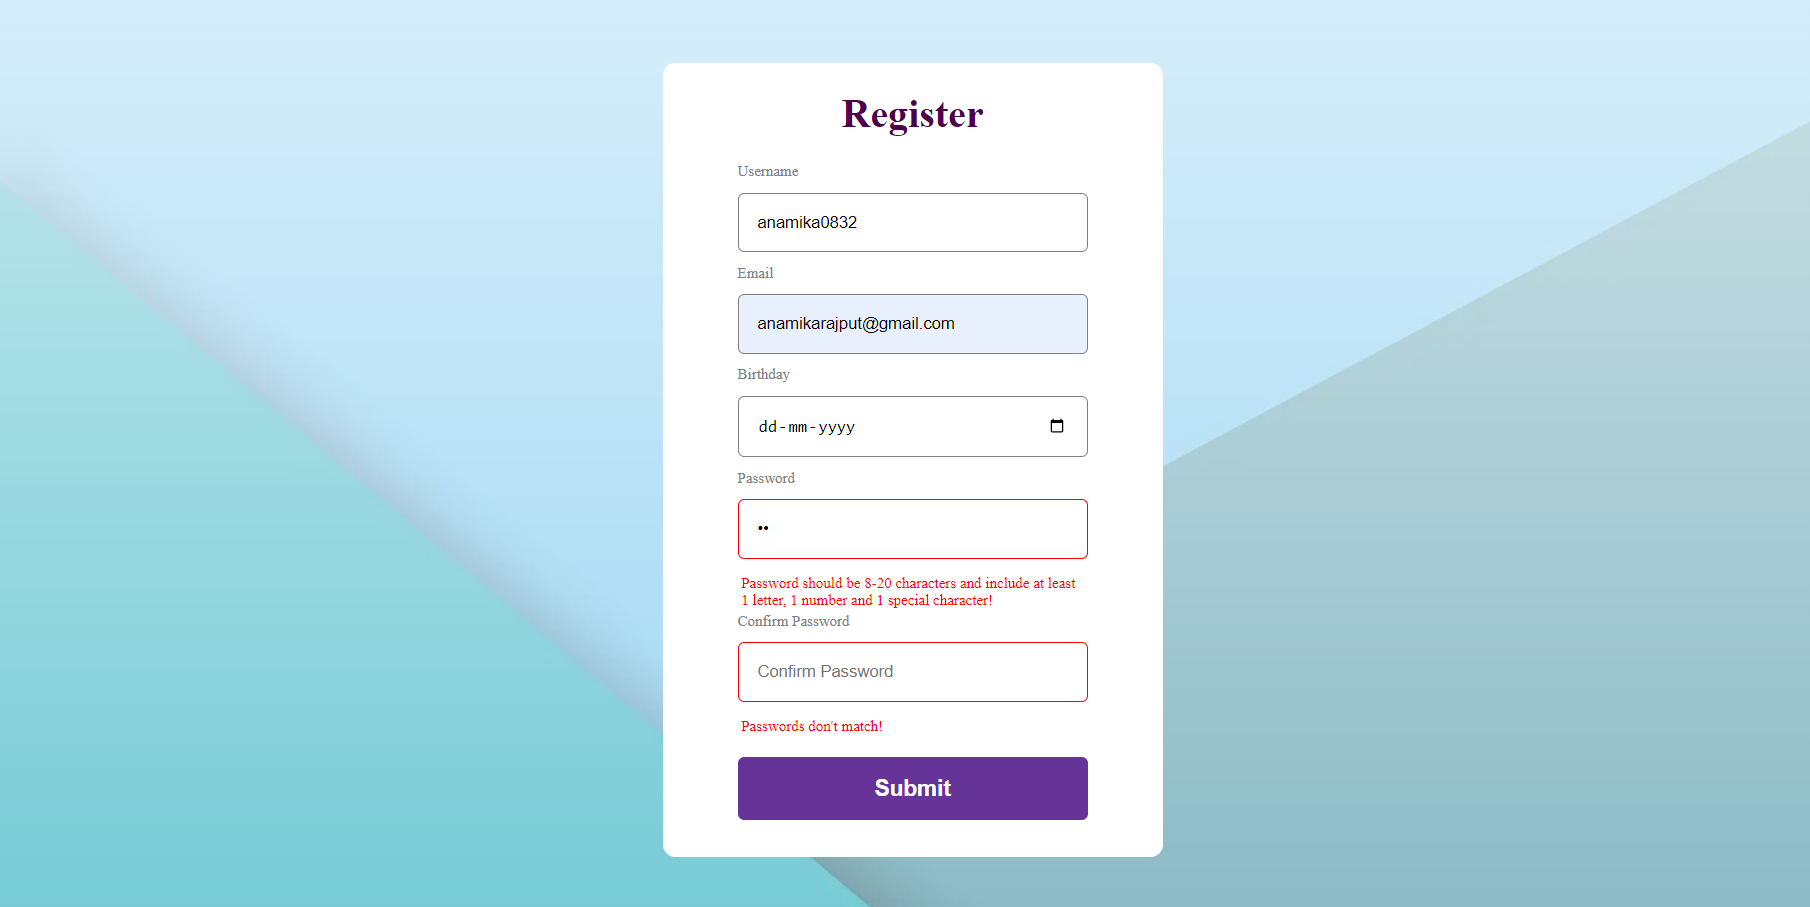 Register
Username
anamika0832
Email
anamikarajput@gmail.com
Birthday
dd-mm-yyyy
Password
••
Password should be 8-20 characters and include at least
1 letter, 1 number and 1 special character!
Confirm Password
Confirm Password
Passwords don't match!
Submit